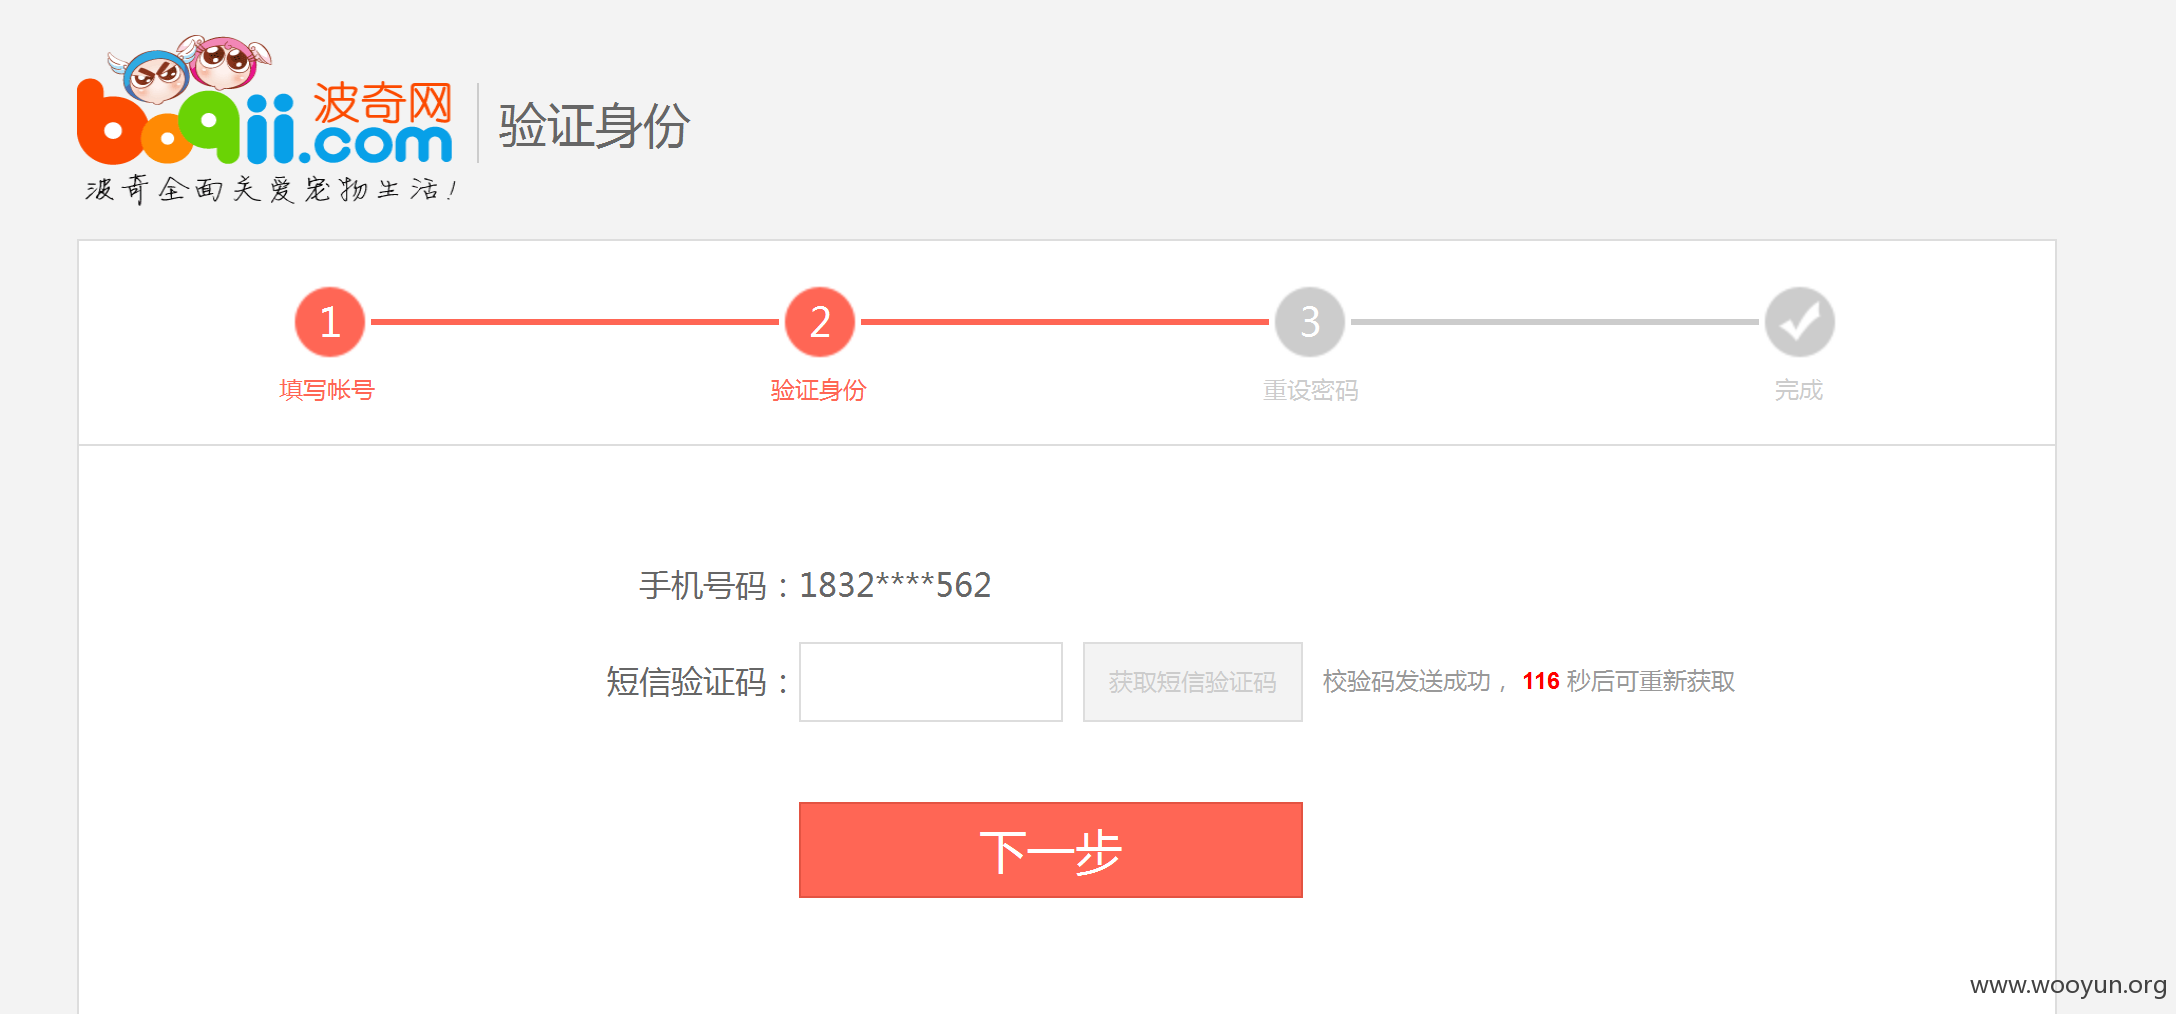 boqii.com 波奇网
波奇全面关爱宠物生活!
验证身份
1 2 3
填写帐号 验证身份 重设密码 完成
手机号码：1832****562
短信验证码： 获取短信验证码 校验码发送成功，116 秒后可重新获取
下一步
www.wooyun.org